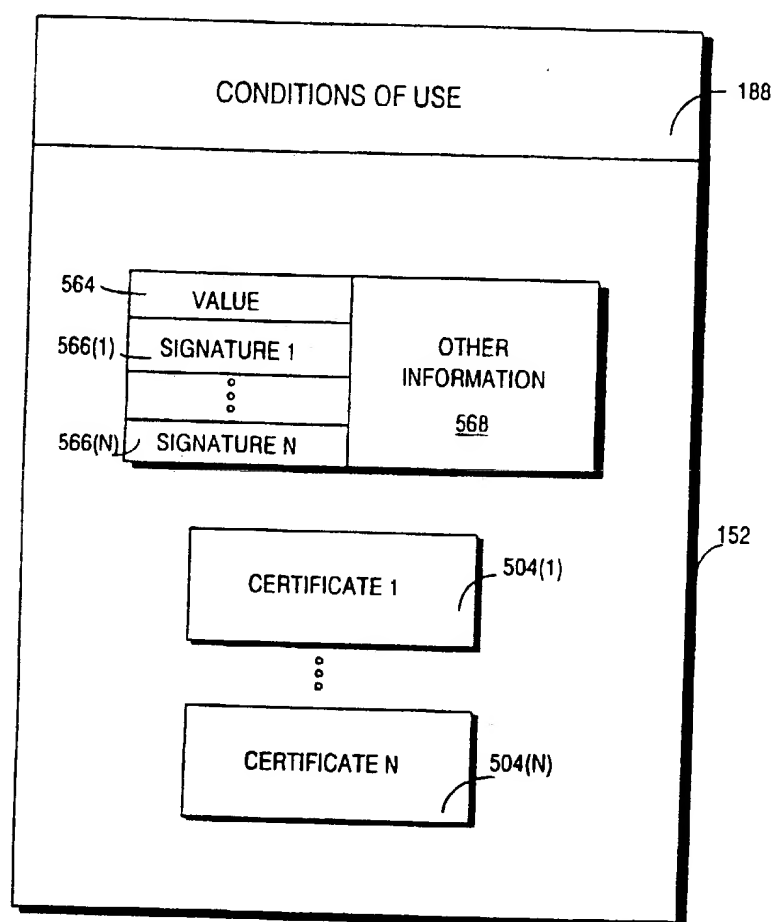 CONDITIONS OF USE
188
564
VALUE
566(1)
SIGNATURE 1
OTHER
INFORMATION
568
566(N)
SIGNATURE N
152
CERTIFICATE 1
504(1)
CERTIFICATE N
504(N)